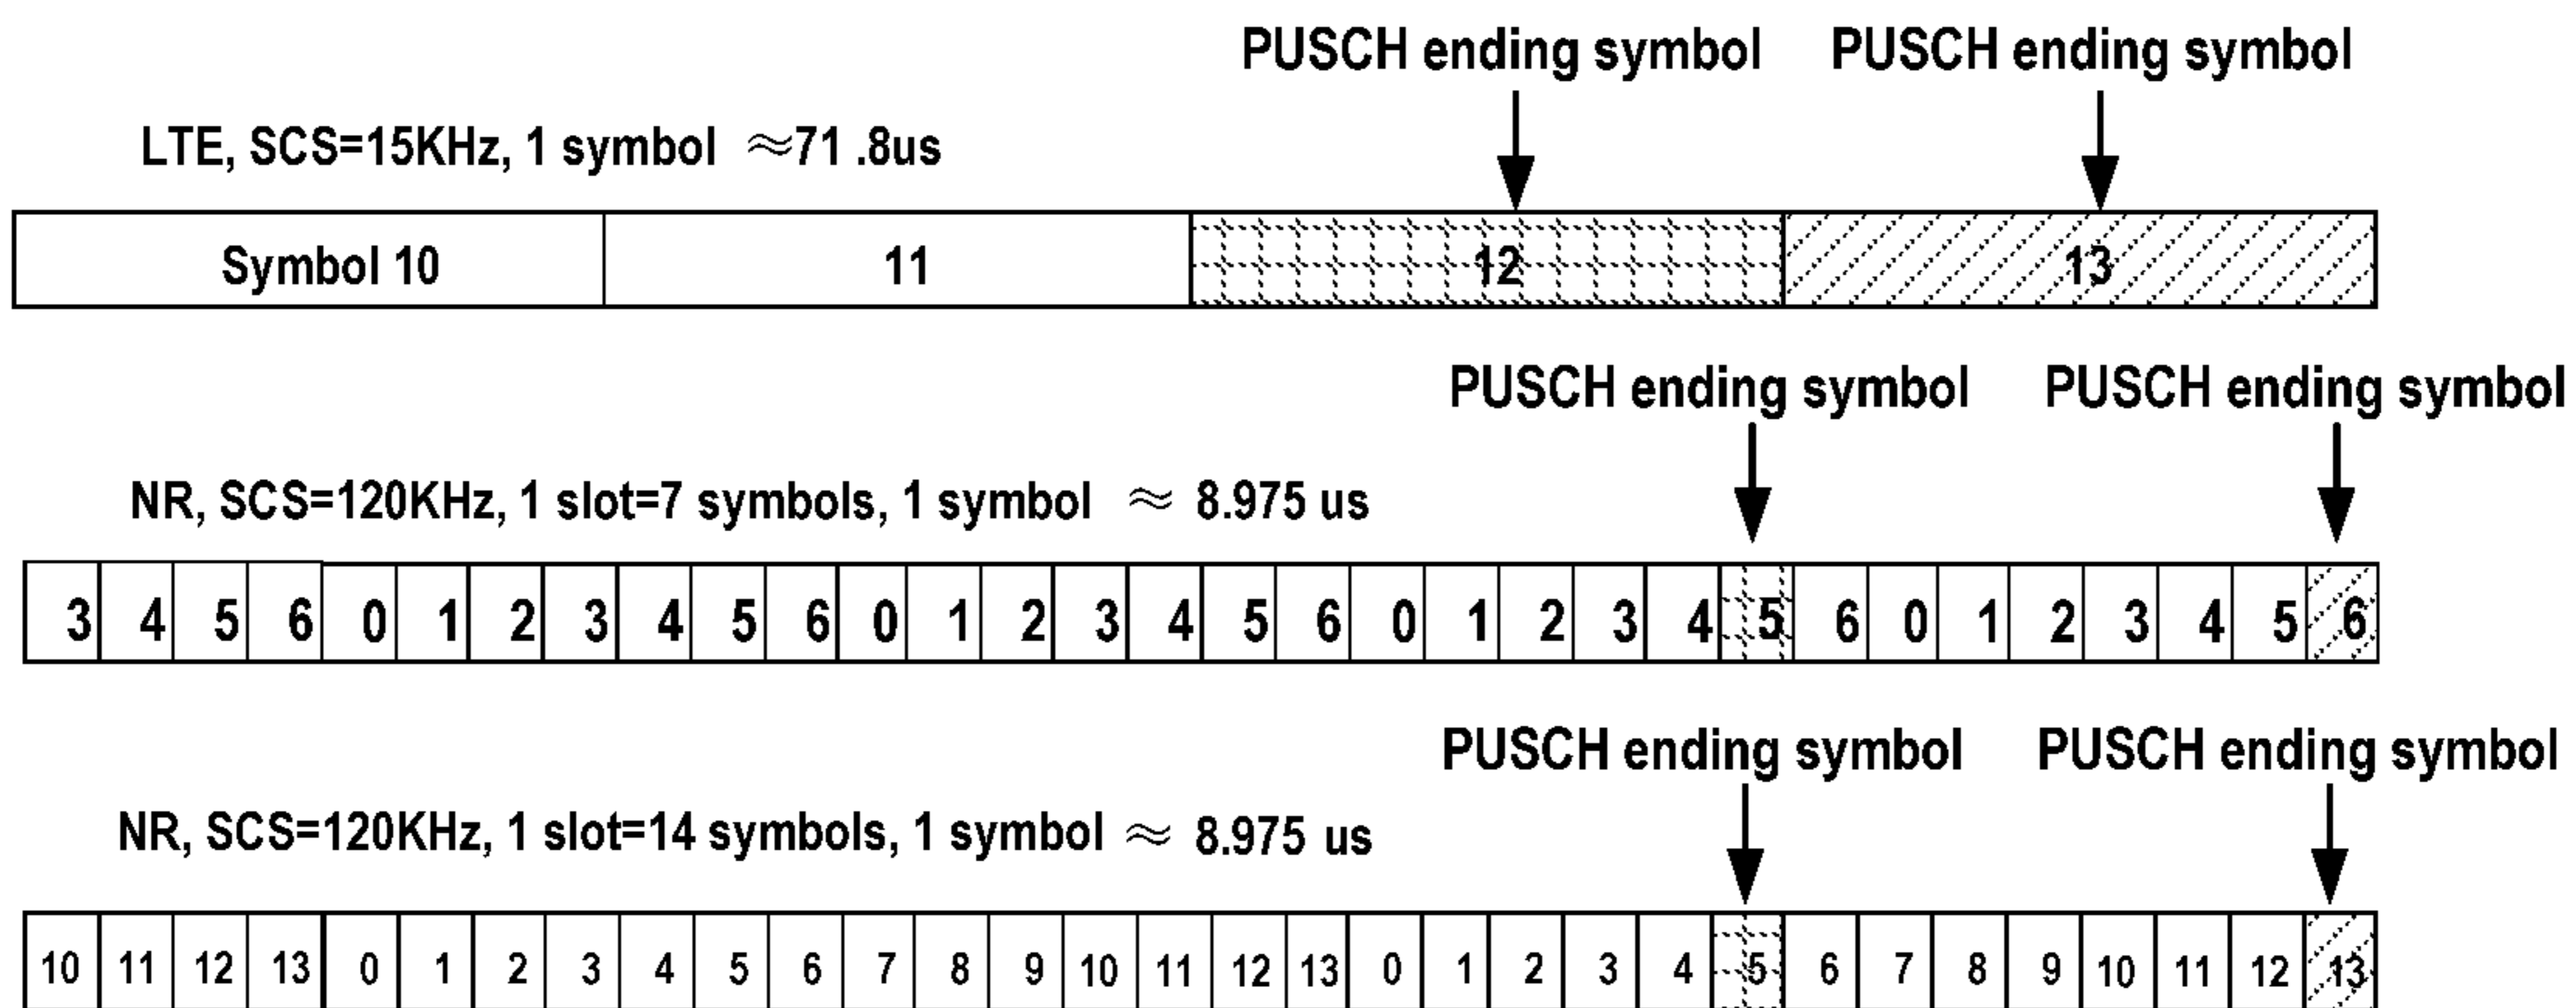 PUSCH ending symbol PUSCH ending symbol
LTE, SCS=15KHz, 1 symbol ≈71 .8us
Symbol 10 11 12 13
PUSCH ending symbol PUSCH ending symbol
NR, SCS=120KHz, 1 slot=7 symbols, 1 symbol ≈ 8.975 us
3 4 5 6 0 1 2 3 4 5 6 0 1 2 3 4 5 6 0 1 2 3 4 5 6 0 1 2 3 4 5 6
PUSCH ending symbol PUSCH ending symbol
NR, SCS=120KHz, 1 slot=14 symbols, 1 symbol ≈ 8.975 us
10 11 12 13 0 1 2 3 4 5 6 7 8 9 10 11 12 13 0 1 2 3 4 5 6 7 8 9 10 11 12 13